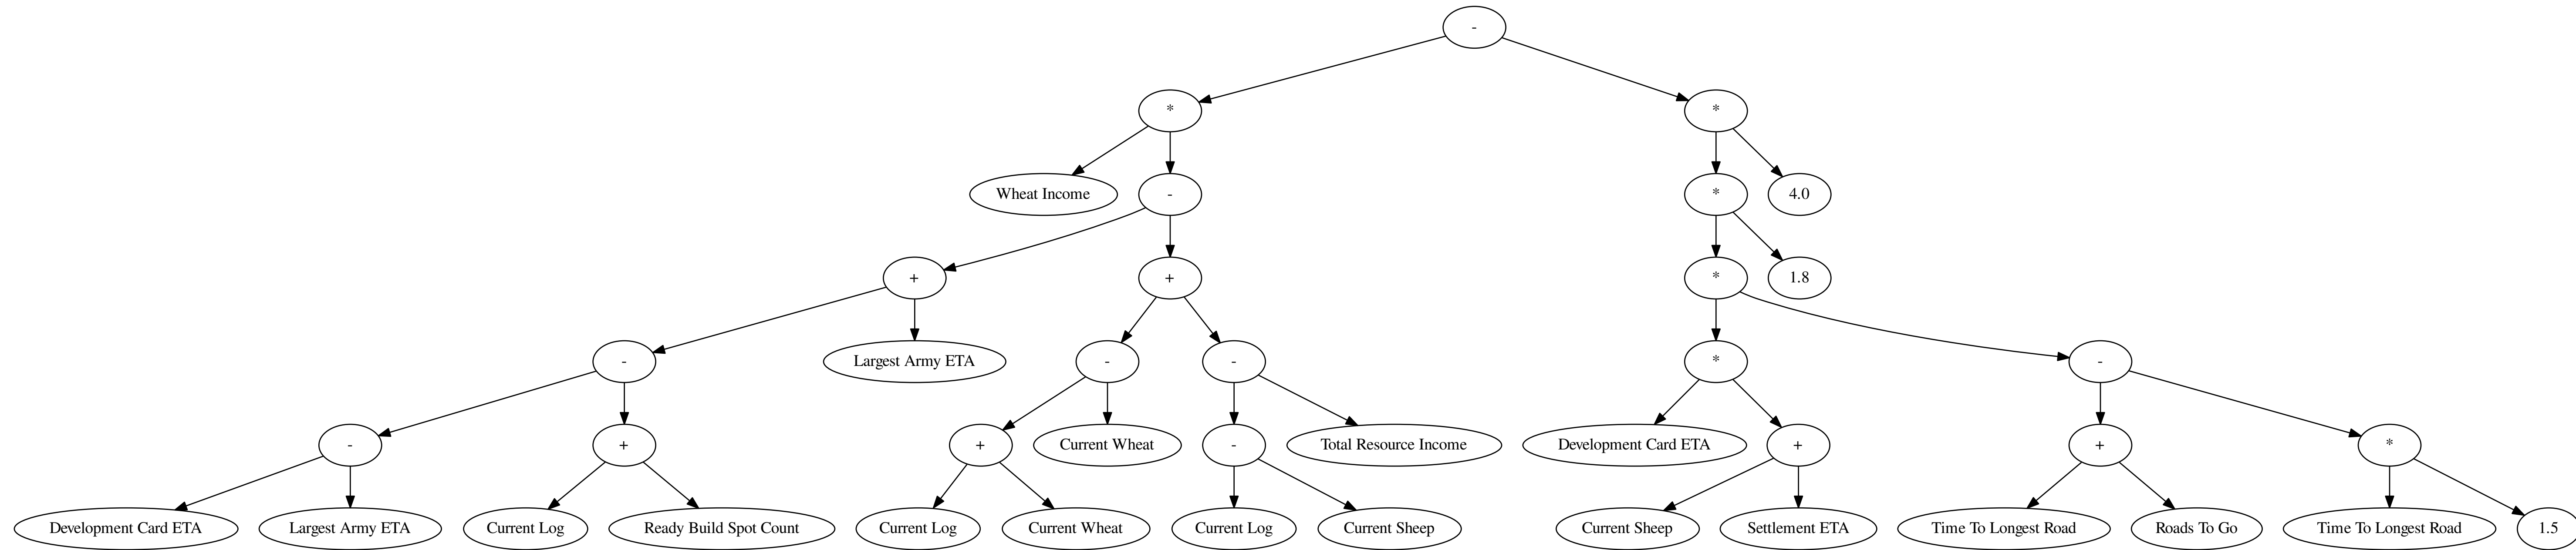 -
*
*
Wheat Income
-
*
4.0
+
+
*
1.8
-
Largest Army ETA
-
-
*
-
-
+
+
Current Wheat
-
Total Resource Income
Development Card ETA
+
+
*
Development Card ETA
Largest Army ETA
Current Log
Ready Build Spot Count
Current Log
Current Wheat
Current Log
Current Sheep
Current Sheep
Settlement ETA
Time To Longest Road
Roads To Go
Time To Longest Road
1.5